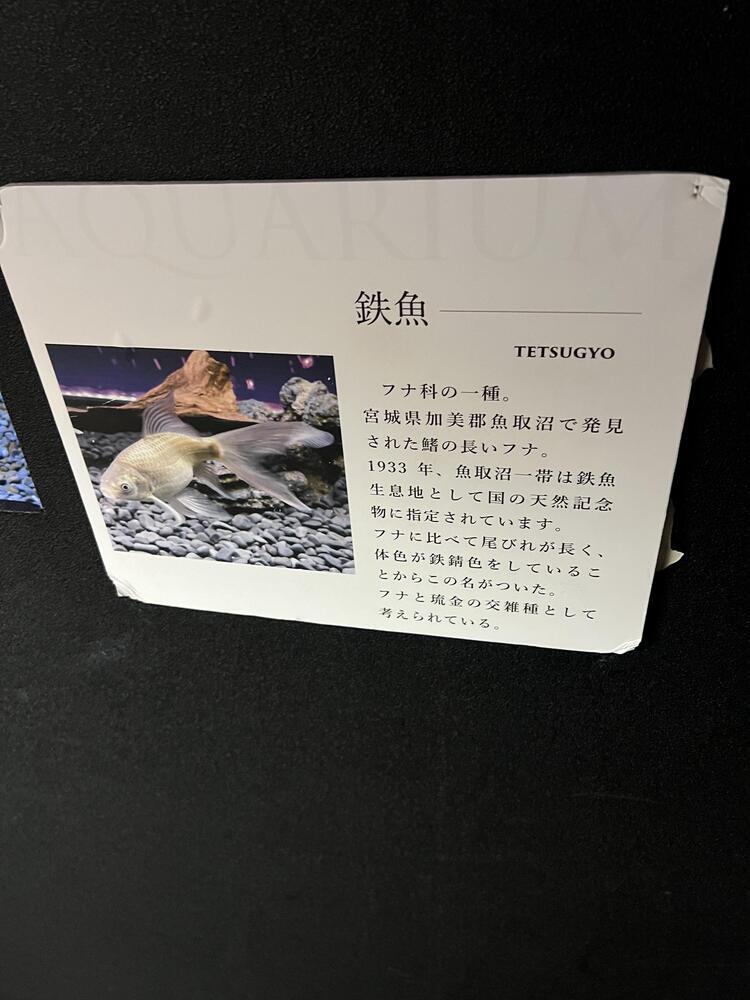 AQUARIUM
鉄魚
TETSUGYO
フナ科の一種。
宮城県加美郡魚取沼で発見
された鰭の長いフナ。
1933 年、魚取沼一帯は鉄魚
生息地として国の天然記念
物に指定されています。
フナに比べて尾びれが長く、
体色が鉄錆色をしているこ
とからこの名がついた。
フナと琉金の交雑種として
考えられている。